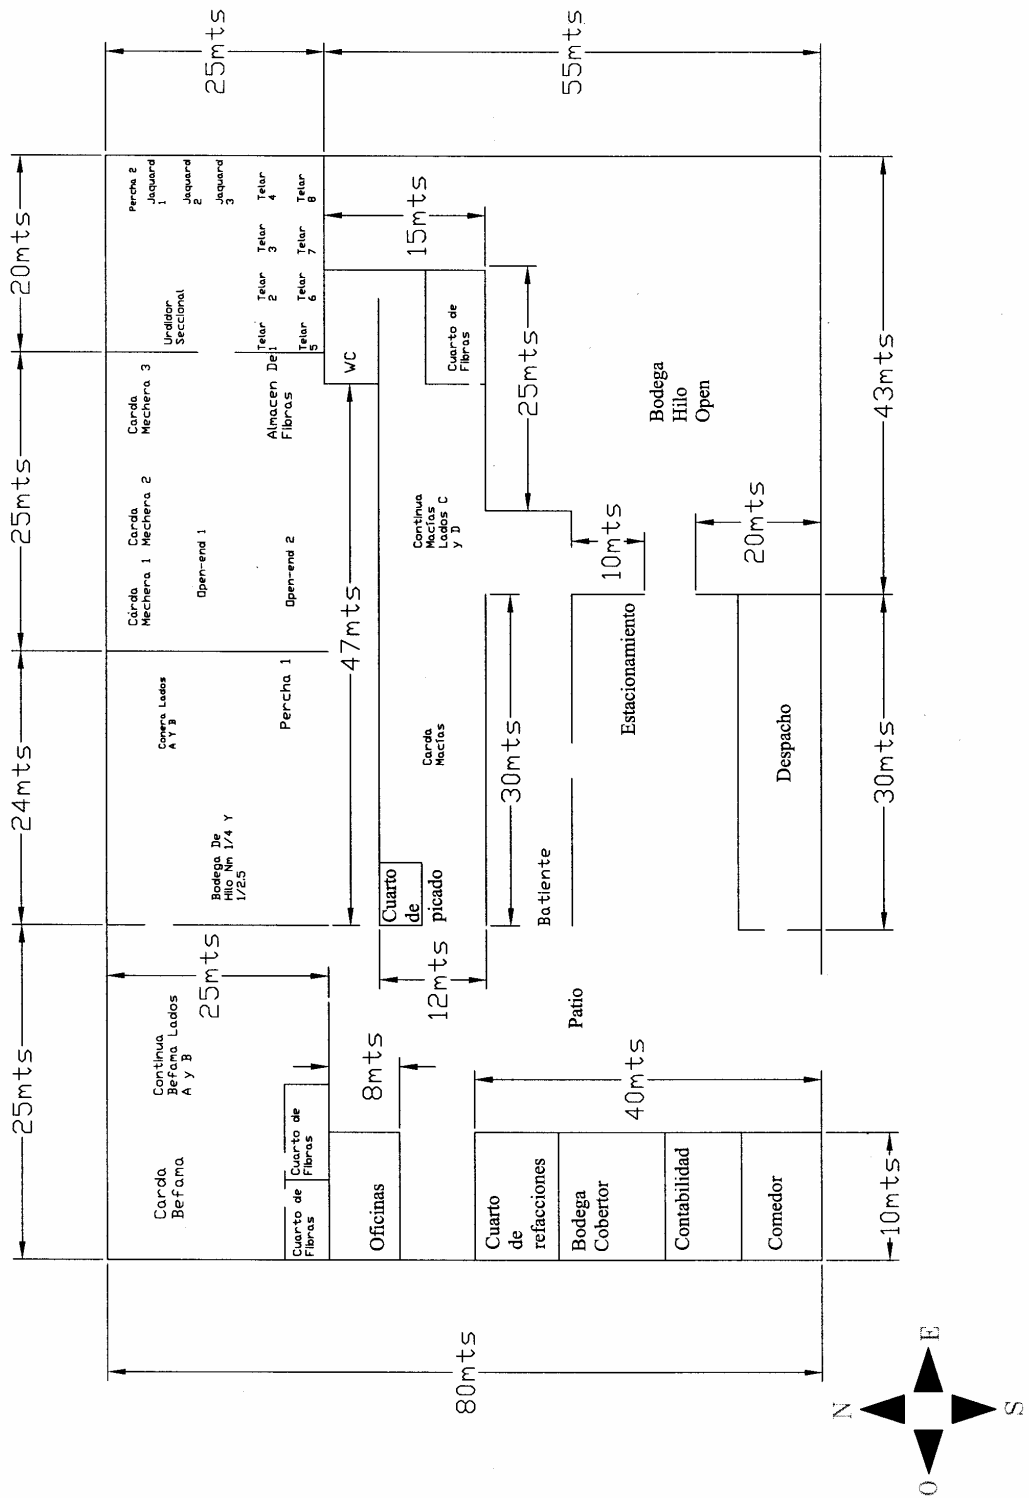 25mts
24mts
25mts
20mts
25mts
55mts
Carda
Befama
Continua
Befama Lados
A y B
Cuarto de
Fibras
Cuarto de
Fibras
25mts
Bodega De
Hilo Nm 1/4 Y
1/2.5
Conera Lados
A Y B
Percha 1
Carda
Mechera 1
Carda
Mechera 2
Carda
Mechera 3
Open-end 1
Open-end 2
Almacen De
Fibras
Urdidor
Seccional
Percha 2
Jaquard
1
Jaquard
2
Jaquard
3
Telar
1
Telar
2
Telar
3
Telar
4
Telar
5
Telar
6
Telar
7
Telar
8
WC
47mts
15mts
Oficinas
8mts
12mts
Cuarto
de
picado
Carda
Macías
Continua
Macías
Lados C
y D
Cuarto de
Fibras
25mts
30mts
Batiente
10mts
20mts
Bodega
Hilo
Open
Patio
Estacionamiento
Despacho
Cuarto
de
refacciones
Bodega
Cobertor
Contabilidad
Comedor
40mts
10mts
30mts
43mts
80mts
N
E
S
O